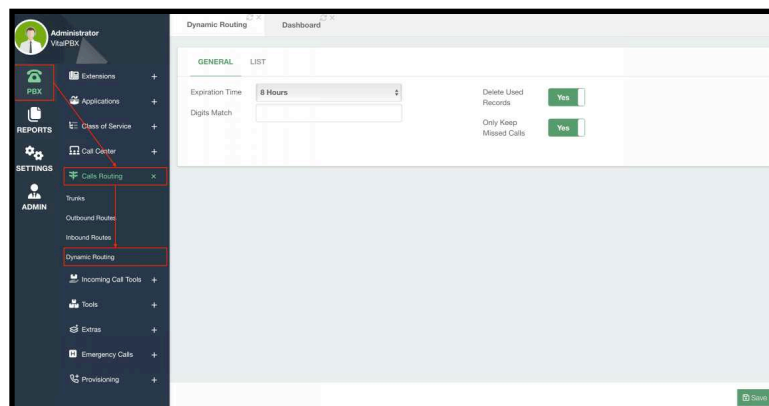 Administrator
VitalPBX
PBX
REPORTS
SETTINGS
ADMIN
Extensions +
Applications +
Class of Service +
Call Center +
Calls Routing ×
Trunks
Outbound Routes
Inbound Routes
Dynamic Routing
Incoming Call Tools +
Tools +
Extras +
Emergency Calls +
Provisioning +
Dynamic Routing
Dashboard
GENERAL LIST
Expiration Time 8 Hours
Digits Match
Delete Used
Records
Yes
Only Keep
Missed Calls
Yes
Save